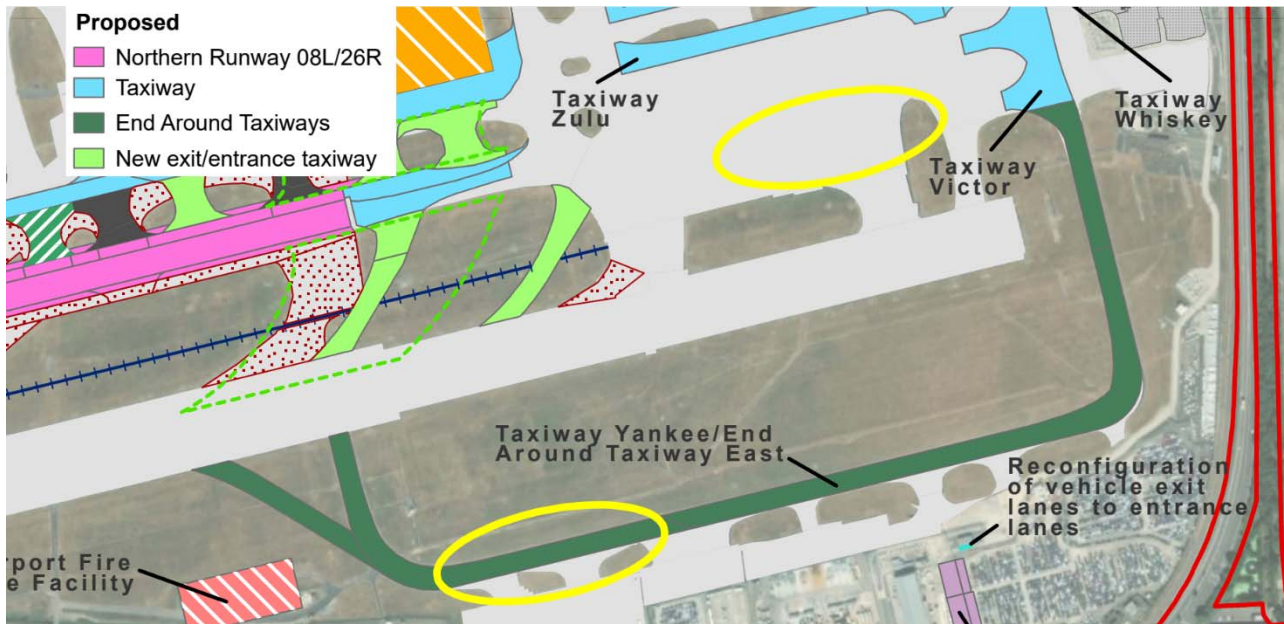 Proposed
Northern Runway 08L/26R
Taxiway
End Around Taxiways
New exit/entrance taxiway
Taxiway
Zulu
Taxiway
Whiskey
Taxiway
Victor
Taxiway Yankee/End
Around Taxiway East
Reconfiguration
of vehicle exit
lanes to entrance
lanes
rport Fire
e Facility